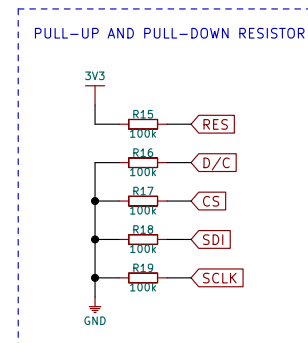 PULL-UP AND PULL-DOWN RESISTOR
3V3
R15
100k
RES
R16
100k
D/C
R17
100k
CS
R18
100k
SDI
R19
100k
SCLK
GND